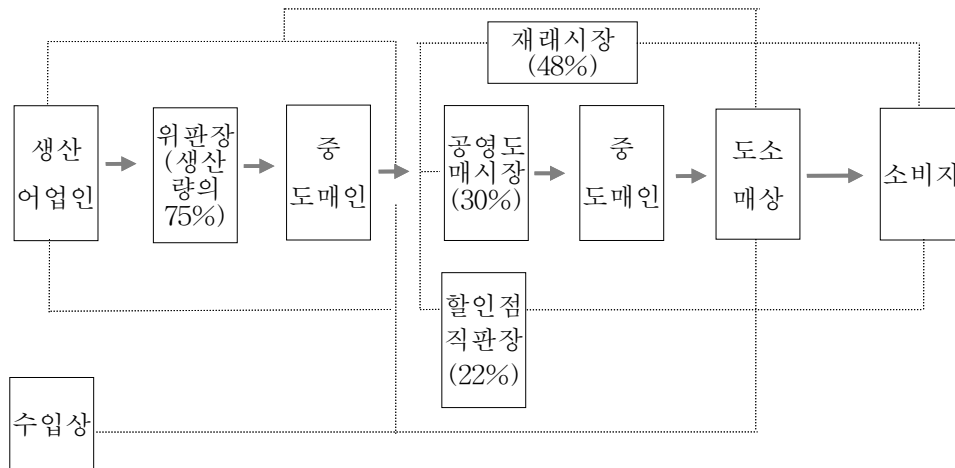 재래시장
(48%)
생산
어업인
위판장
(생산
량의
75%)
중
도매인
공영도
매시장
(30%)
중
도매인
도소
매상
소비자
할인점
직판장
(22%)
수입상